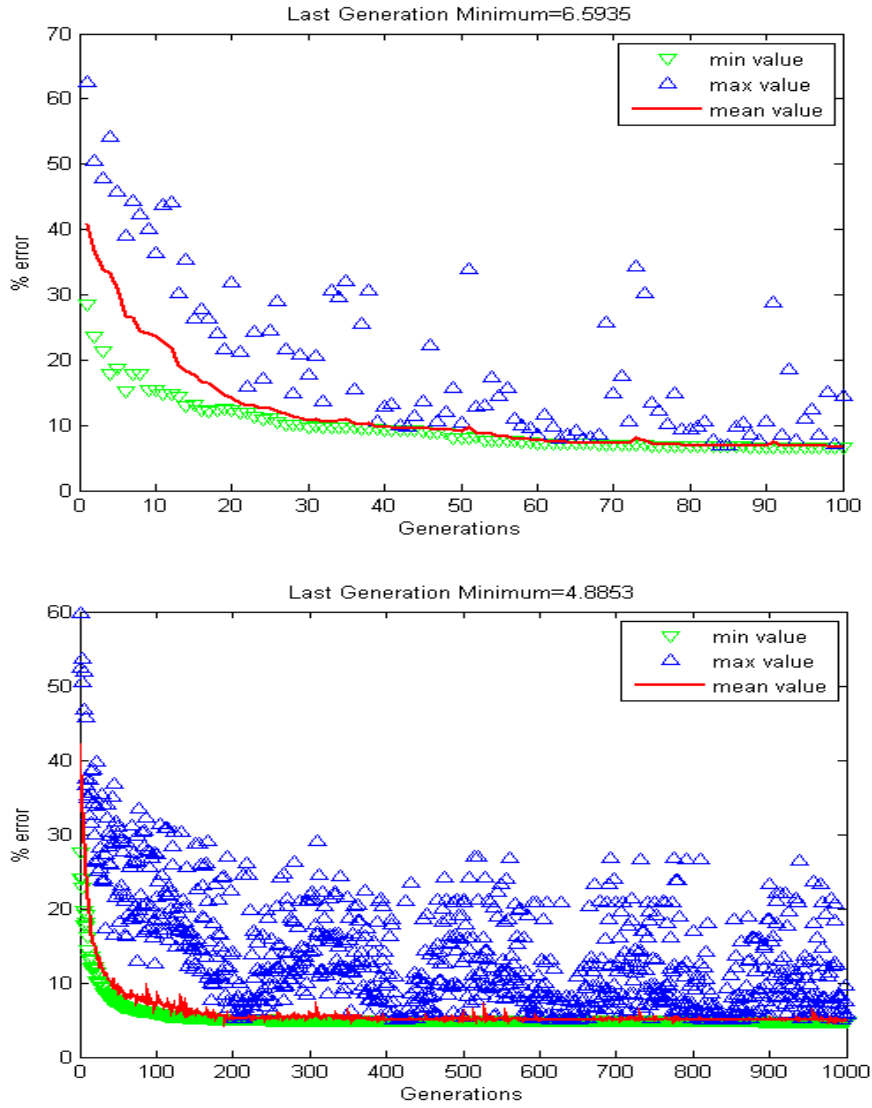 Last Generation Minimum=6.5935
70
60
50
40
30
20
10
0
% error
min value
max value
mean value
0 10 20 30 40 50 60 70 80 90 100
Generations
Last Generation Minimum=4.8853
60
50
40
30
20
10
0
% error
min value
max value
mean value
0 100 200 300 400 500 600 700 800 900 1000
Generations